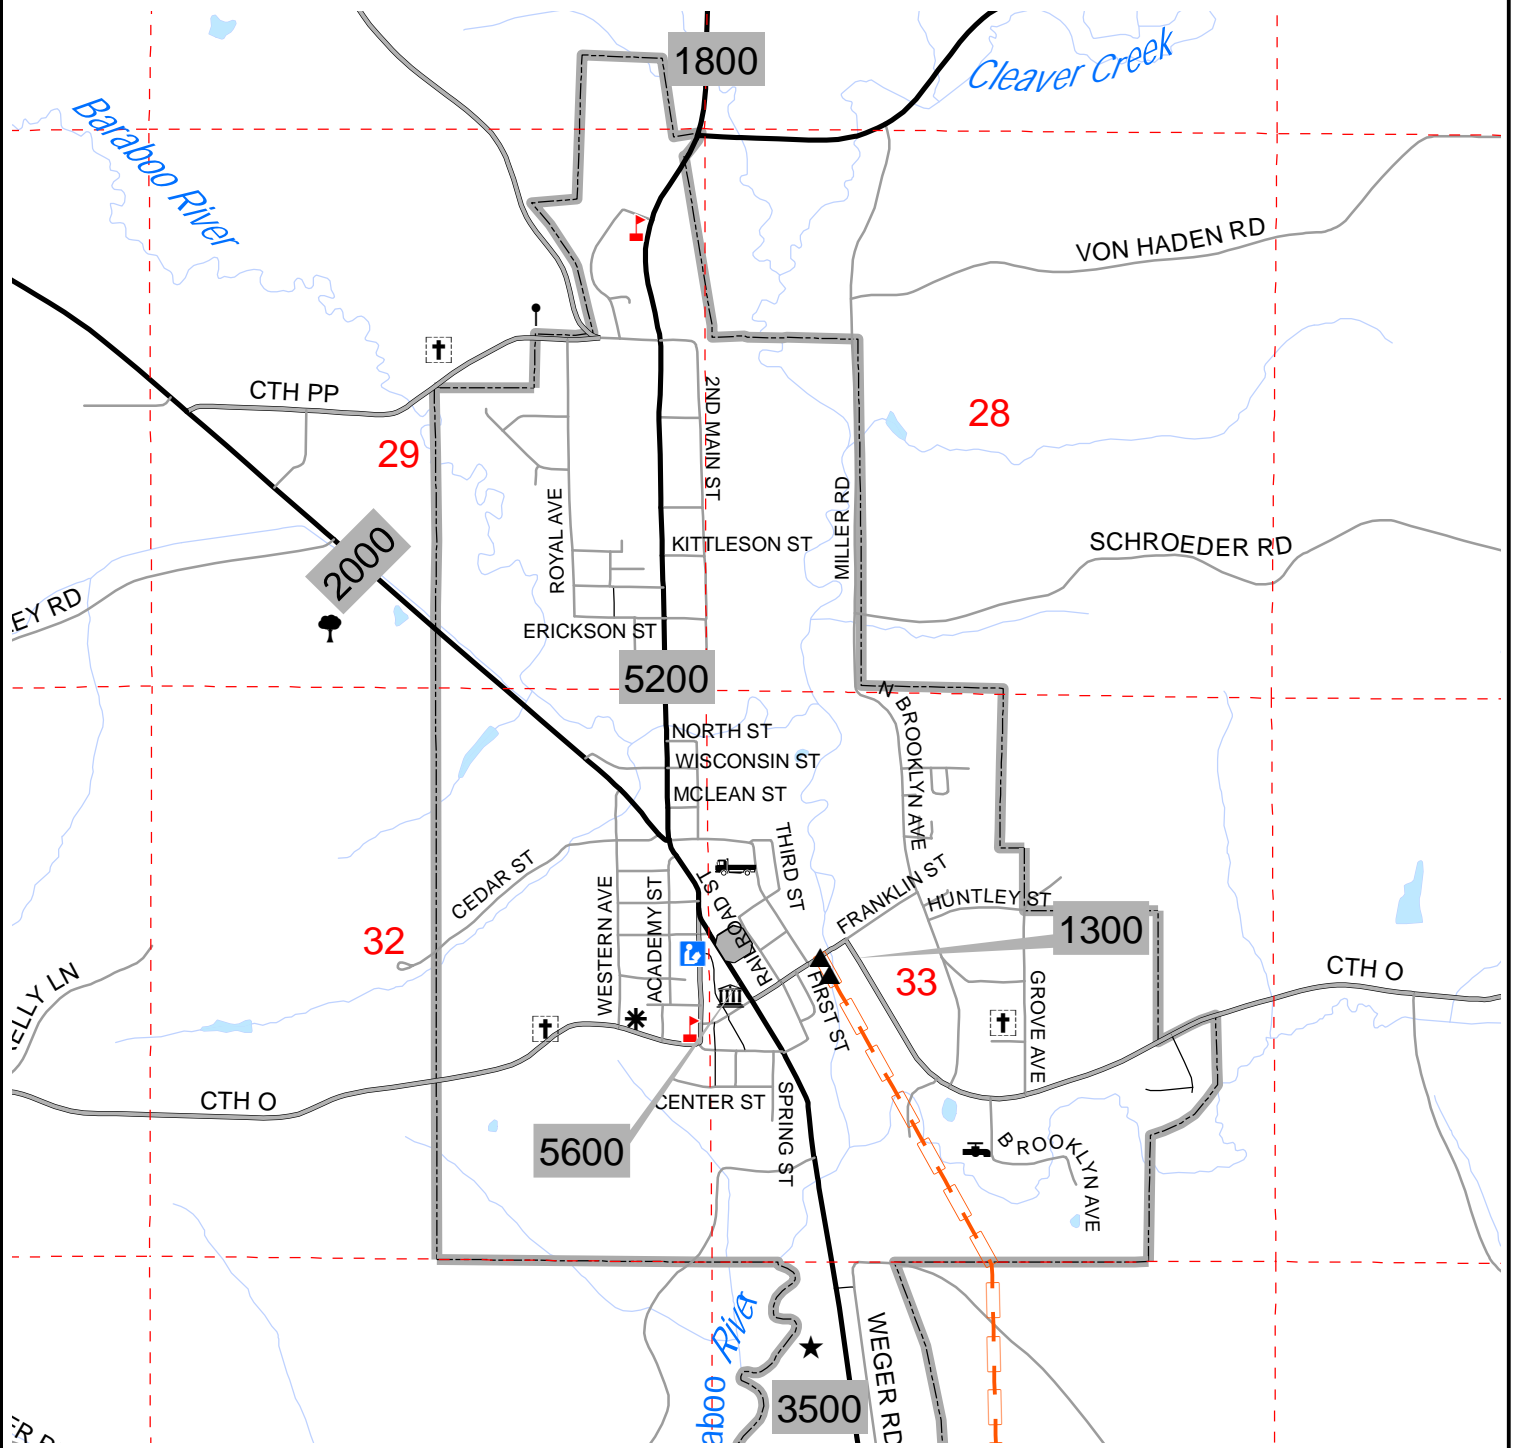 1800
Cleaver Creek
Baraboo River
VON HADEN RD
CTH PP
28
29
2ND MAIN ST
ROYAL AVE
MILLER RD
KITTLESON ST
SCHROEDER RD
2000
EY RD
ERICKSON ST
5200
N BROOKLYN AVE
NORTH ST
WISCONSIN ST
MCLEAN ST
THIRD ST
CEDAR ST
FRANKLIN ST
RAILROAD ST
WESTERN AVE
ACADEMY ST
HUNTLEY ST
1300
32
33
CTH O
ELLY LN
FIRST ST
GROVE AVE
CTH O
CENTER ST
SPRING ST
5600
BROOKLYN AVE
River
aboo
WEGER RD
3500